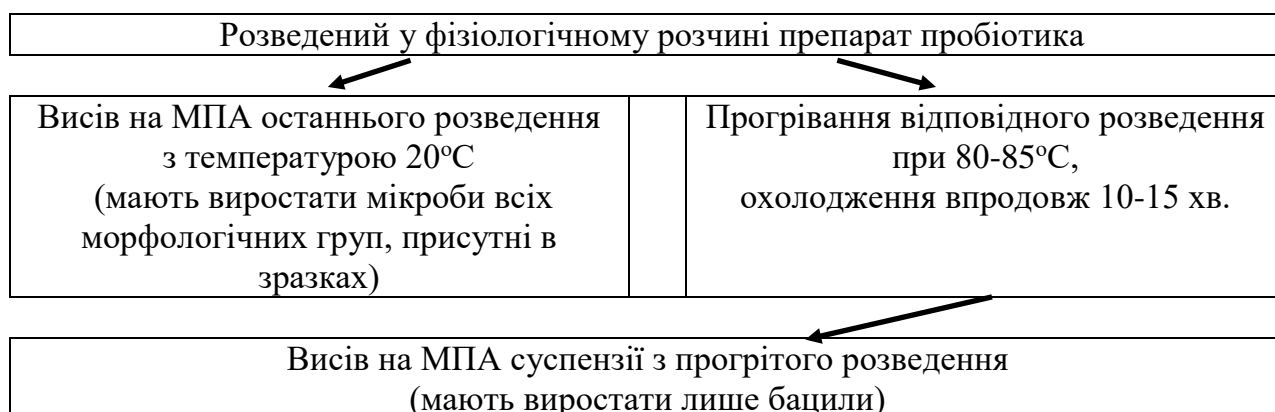 Розведений у фізіологічному розчині препарат пробіотика
Висів на МПА останнього розведення
з температурою 20°С
(мають виростати мікроби всіх
морфологічних груп, присутні в
зразках)
Прогрівання відповідного розведення
при 80-85°С,
охолодження впродовж 10-15 хв.
Висів на МПА суспензії з прогрітого розведення
(мають виростати лише бацили)